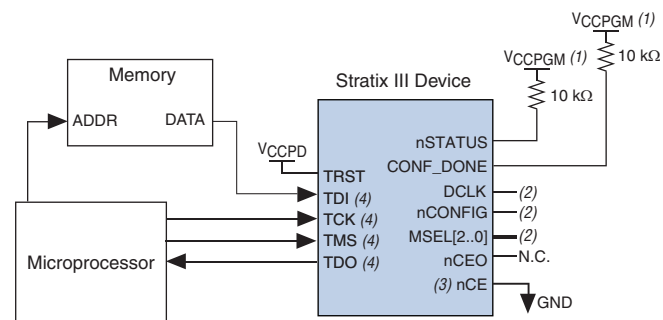 VCCPGM (1)
VCCPGM (1)
10 kΩ
10 kΩ
Memory
ADDR DATA
Stratix III Device
VCCPD
nSTATUS
CONF_DONE
TRST
DCLK (2)
TDI (4)
nCONFIG (2)
TCK (4)
MSEL[2..0] (2)
TMS (4)
nCEO N.C.
TDO (4)
Microprocessor
(3) nCE
GND